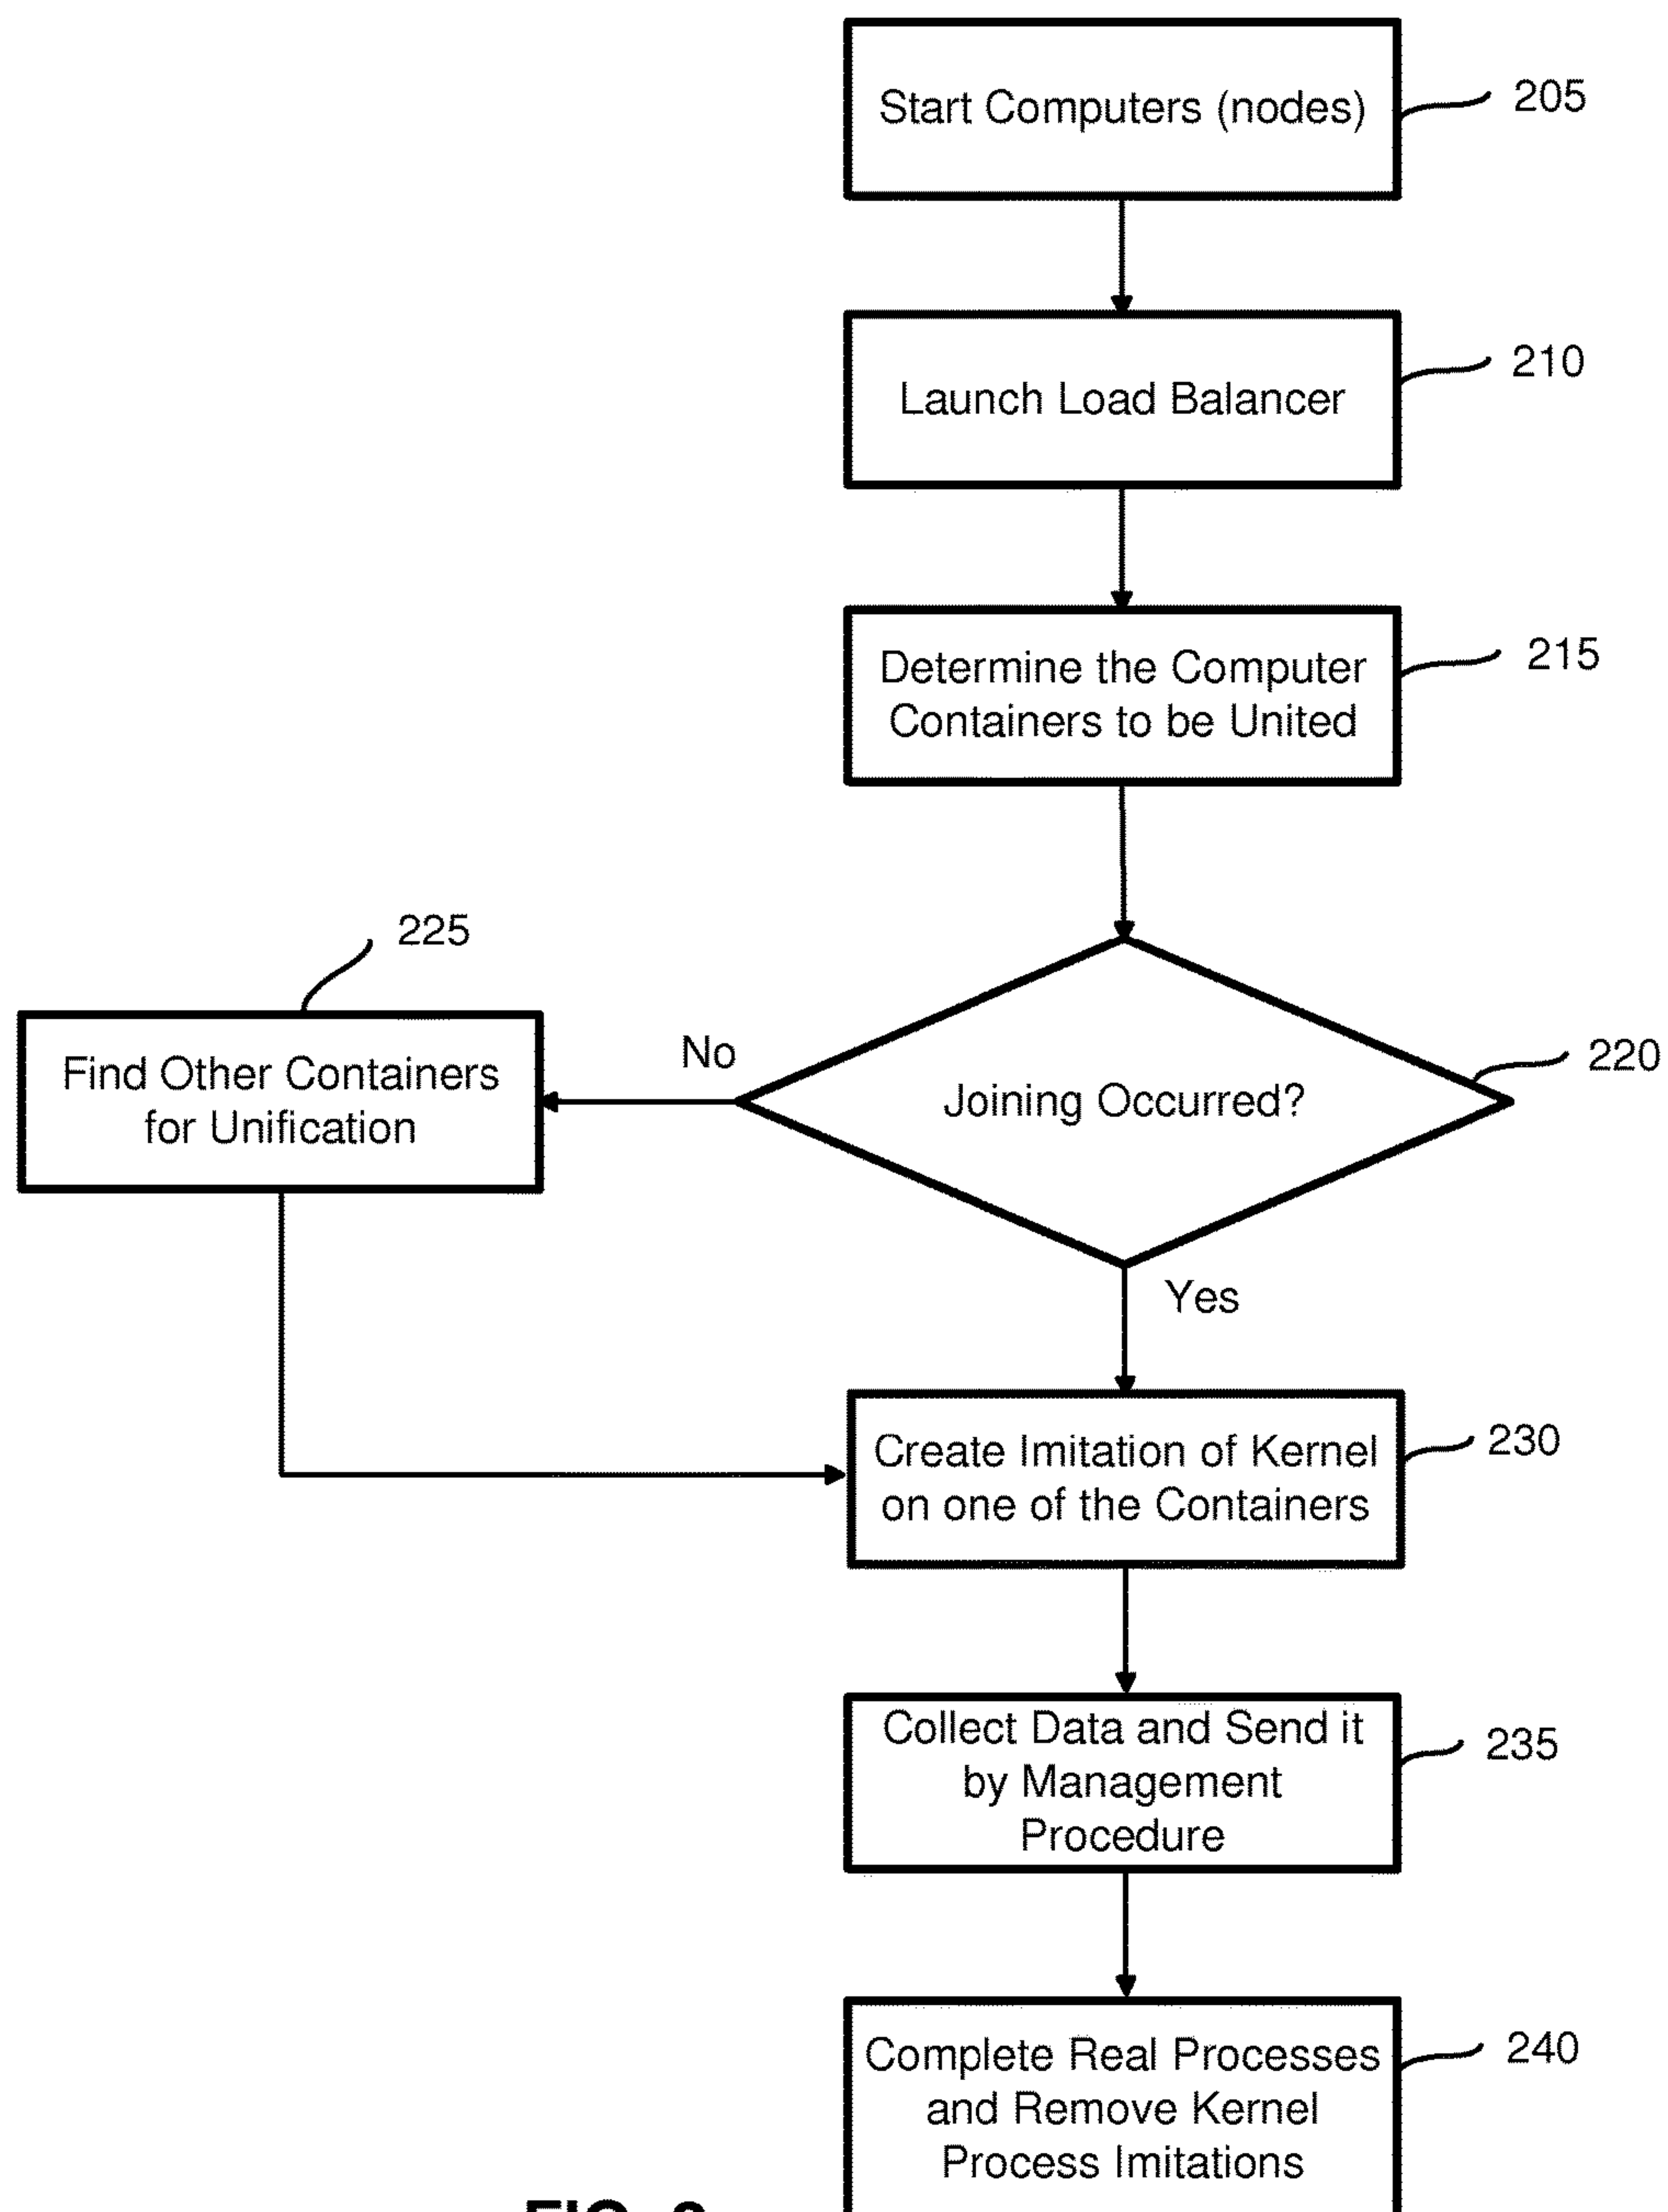 Start Computers (nodes)
205
Launch Load Balancer
210
Determine the Computer
Containers to be United
215
225
Find Other Containers
for Unification
No
Joining Occurred?
220
Yes
Create Imitation of Kernel
on one of the Containers
230
Collect Data and Send it
by Management
Procedure
235
Complete Real Processes
and Remove Kernel
Process Imitations
240
FIG.